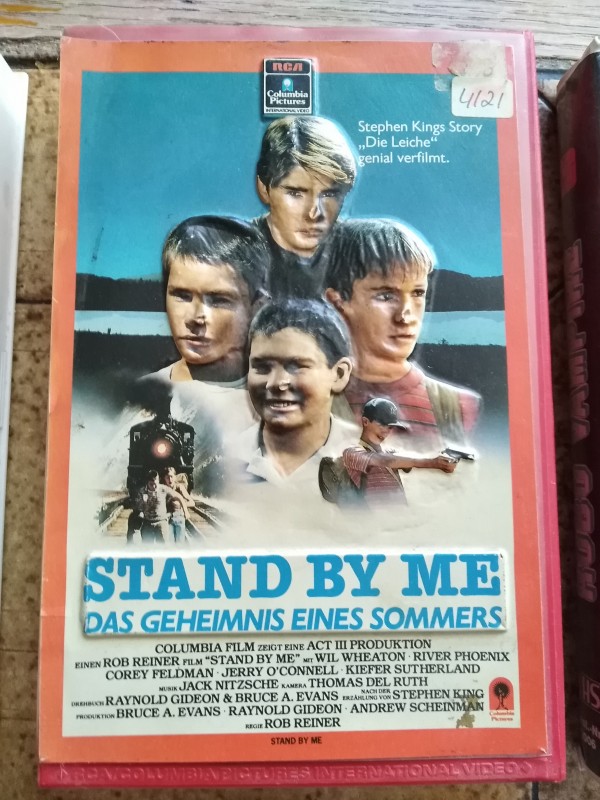 RCA
Columbia
Pictures
INTERNATIONAL VIDEO
4121
Stephen Kings Story
„Die Leiche“
genial verfilmt.
STAND BY ME
DAS GEHEIMNIS EINES SOMMERS
COLUMBIA FILM ZEIGT EINE ACT III PRODUKTION
EINEN ROB REINER FILM "STAND BY ME" MIT WIL WHEATON · RIVER PHOENIX
COREY FELDMAN · JERRY O'CONNELL · KIEFER SUTHERLAND
MUSIK JACK NITZSCHE KAMERA THOMAS DEL RUTH
DREHBUCH RAYNOLD GIDEON & BRUCE A. EVANS NACH DER ERZÄHLUNG VON STEPHEN KING
PRODUKTION BRUCE A. EVANS · RAYNOLD GIDEON · ANDREW SCHEINMAN
REGIE ROB REINER
Columbia
Pictures
STAND BY ME
RCA/COLUMBIA PICTURES INTERNATIONAL VIDEO